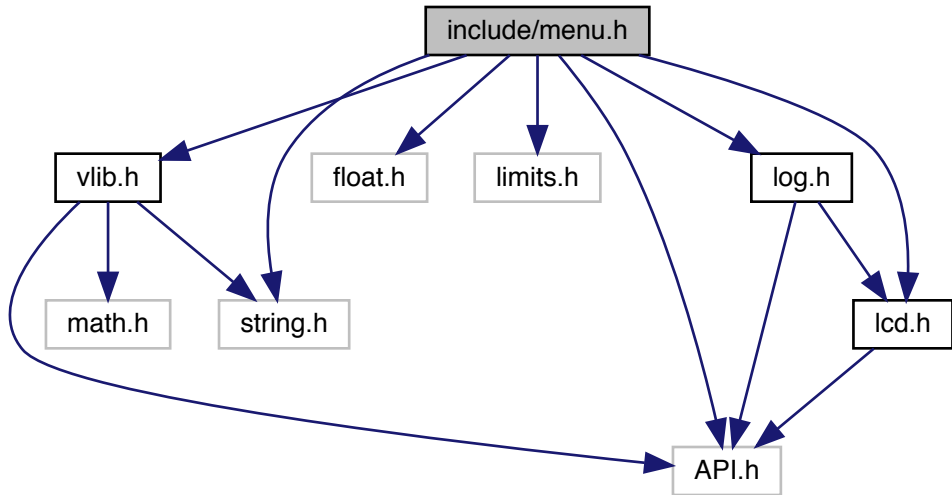 include/menu.h
vlib.h
float.h
limits.h
log.h
math.h
string.h
lcd.h
API.h